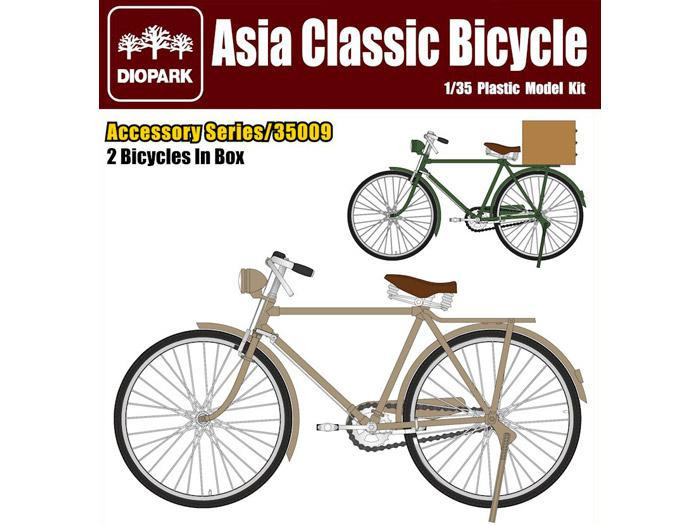 DIOPARK
Asia Classic Bicycle
1/35 Plastic Model Kit
Accessory Series/35009
2 Bicycles In Box